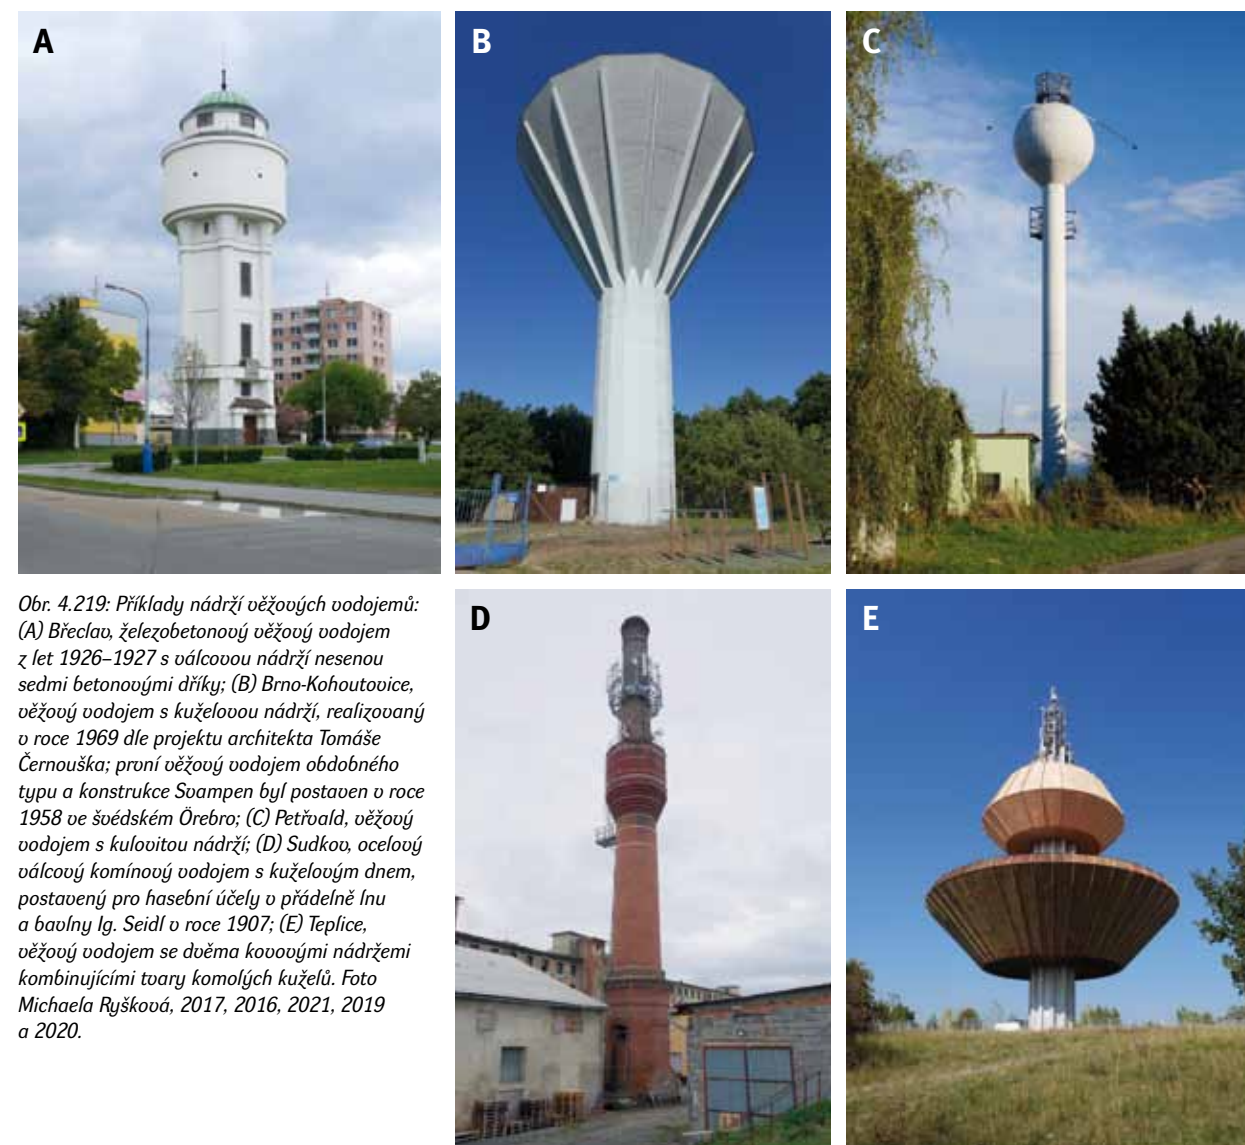 A
B
C
Obr. 4.219: Příklady nádrží věžových vodojemů:
(A) Břeclav, železobetonový věžový vodojem
z let 1926–1927 s válcovou nádrží nesenou
sedmi betonovými dříky; (B) Brno-Kohoutovice,
věžový vodojem s kuželovou nádrží, realizovaný
v roce 1969 dle projektu architekta Tomáše
Černouška; první věžový vodojem obdobného
typu a konstrukce Svampen byl postaven v roce
1958 ve švédském Örebro; (C) Petřvald, věžový
vodojem s kulovitou nádrží; (D) Sudkov, ocelový
válcový komínový vodojem s kuželovým dnem,
postavený pro hasební účely v přádelně lnu
a bavlny Ig. Seidl v roce 1907; (E) Teplice,
věžový vodojem se dvěma kovovými nádržemi
kombinujícími tvary komolých kuželů. Foto
Michaela Ryšková, 2017, 2016, 2021, 2019
a 2020.
D
E